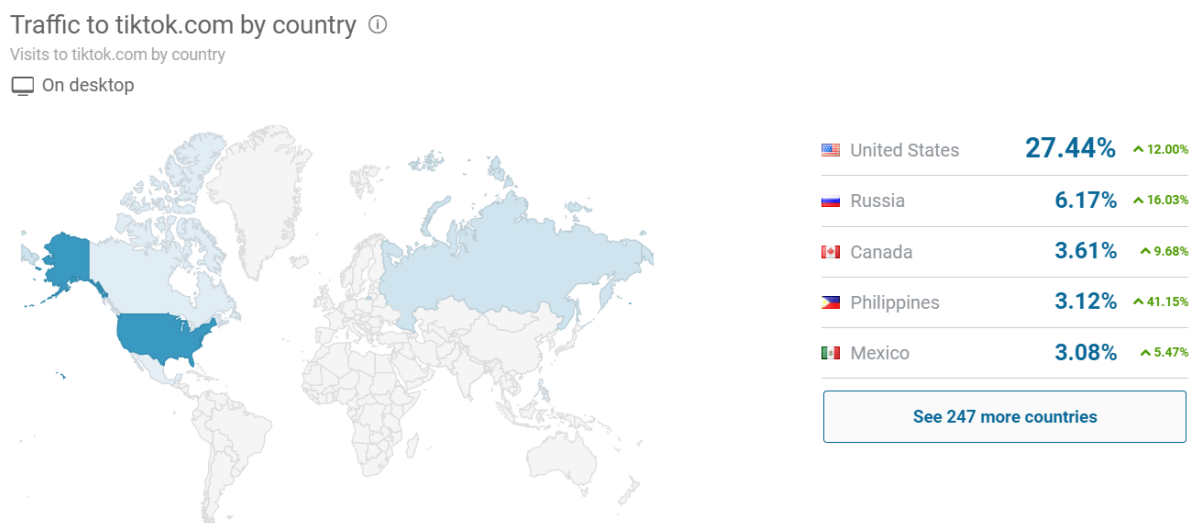 Traffic to tiktok.com by country
Visits to tiktok.com by country
On desktop
United States 27.44% 12.00%
Russia 6.17% 16.03%
Canada 3.61% 9.68%
Philippines 3.12% 41.15%
Mexico 3.08% 5.47%
See 247 more countries